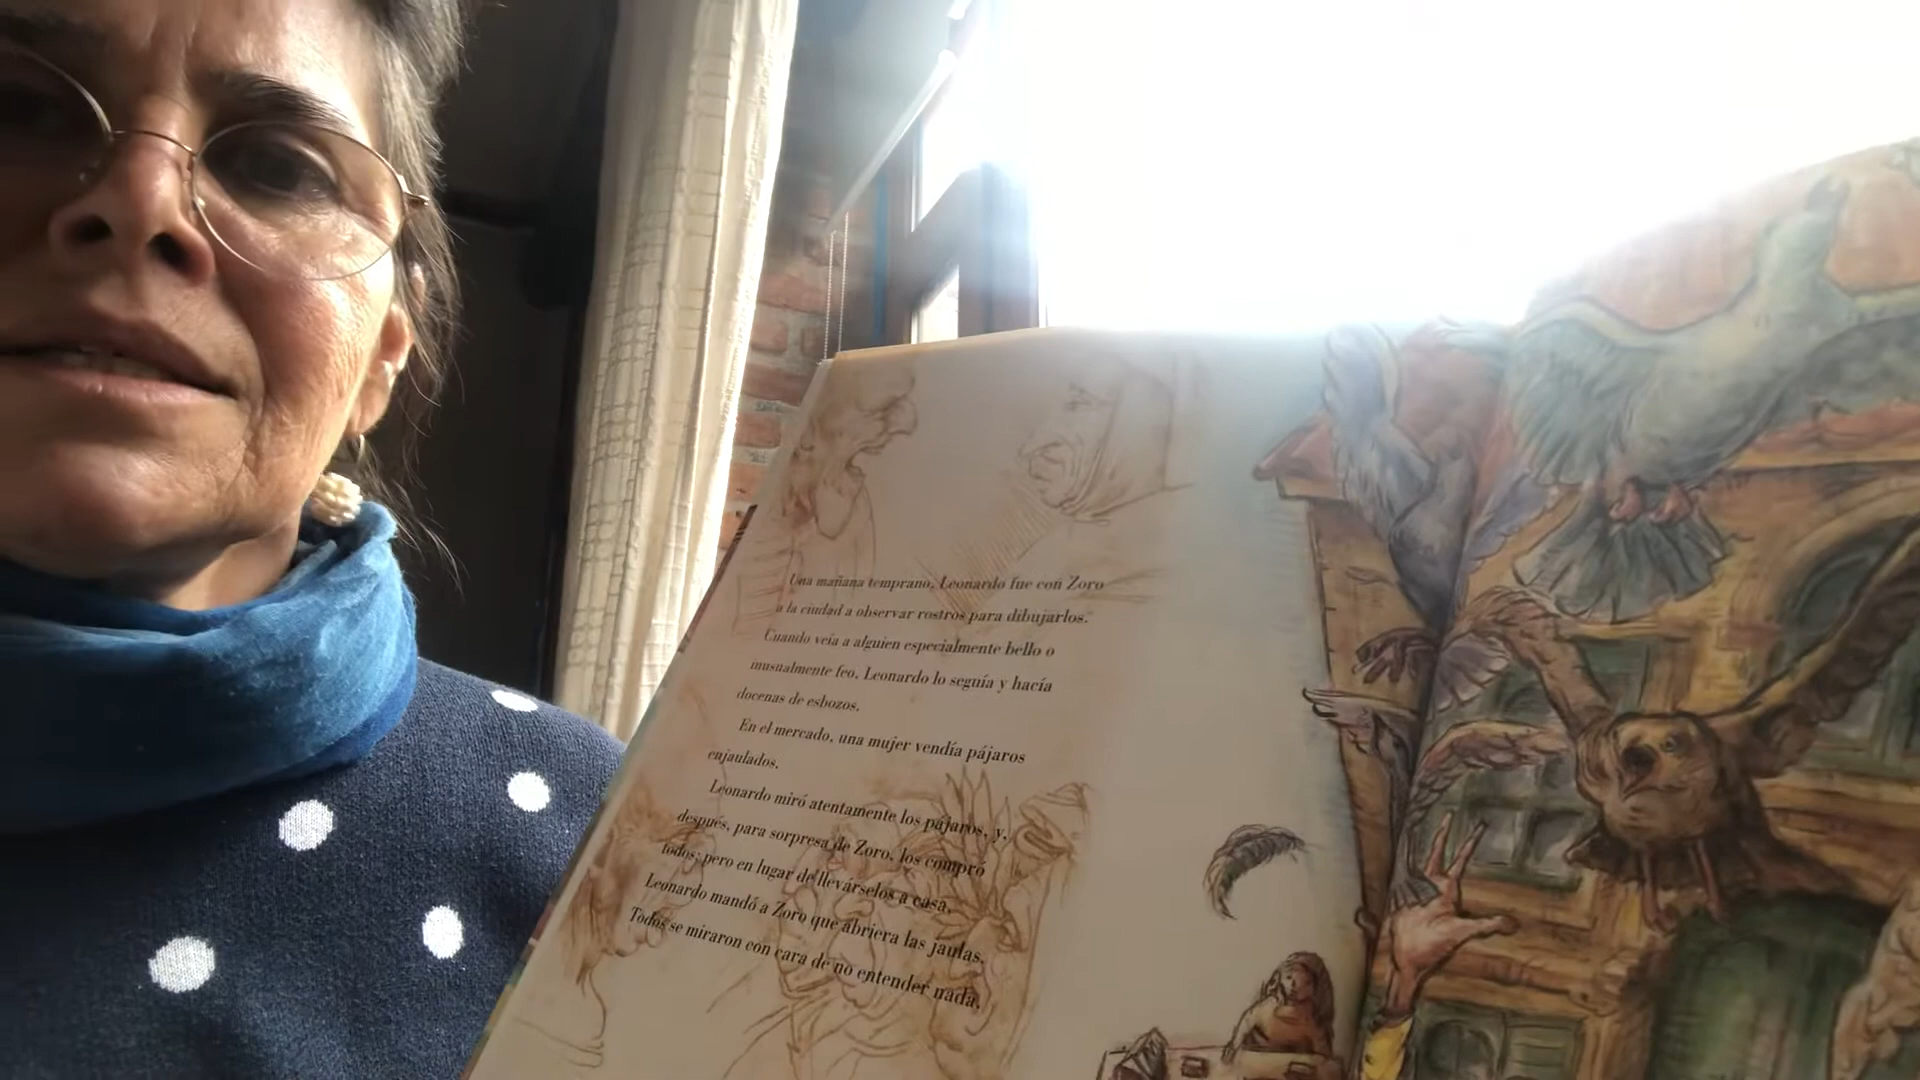 Una mañana temprano, Leonardo fue con Zoro
a la ciudad a observar rostros para dibujarlos.
Cuando veía a alguien especialmente bello o
inusualmente feo, Leonardo lo seguía y hacía
docenas de esbozos.
En el mercado, una mujer vendía pájaros
enjaulados.
Leonardo miró atentamente los pájaros, y,
después, para sorpresa de Zoro, los compró
todos; pero en lugar de llevárselos a casa,
Leonardo mandó a Zoro que abriera las jaulas.
Todos se miraron con cara de no entender nada.